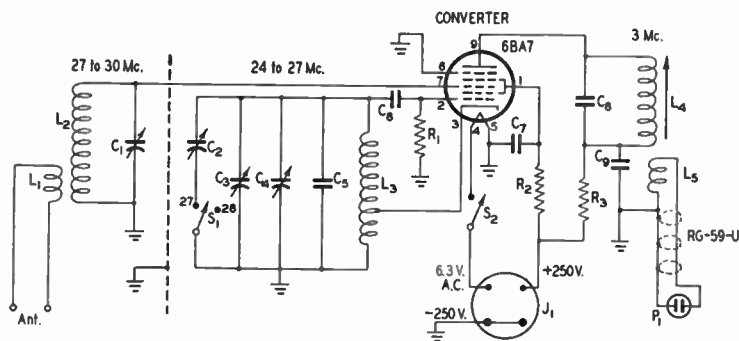 CONVERTER
6BA7
27 to 30 Mc.
24 to 27 Mc.
3 Mc.
9
6
7
2
1
3
4
5
L2
C1
L1
C2
C3
C4
C5
L3
C6
R1
C7
C8
L4
C9
L5
27
28
S1
S2
R2
R3
RG-59-U
6.3 V.
A.C.
+250 V.
-250 V.
J1
P1
Ant.